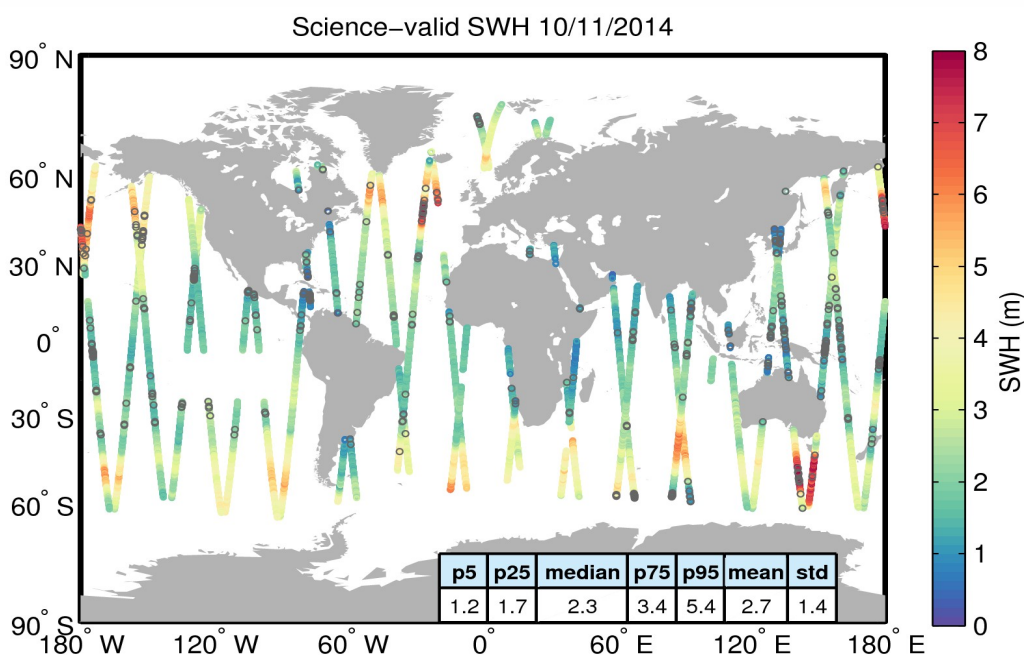 Science−valid SWH 10/11/2014
90° N
60° N
30° N
0°
30° S
60° S
90° S
180° W
120° W
60° W
0°
60° E
120° E
180° E
8
7
6
5
4
3
2
1
0
SWH (m)
p5 p25 median p75 p95 mean std
1.2 1.7 2.3 3.4 5.4 2.7 1.4